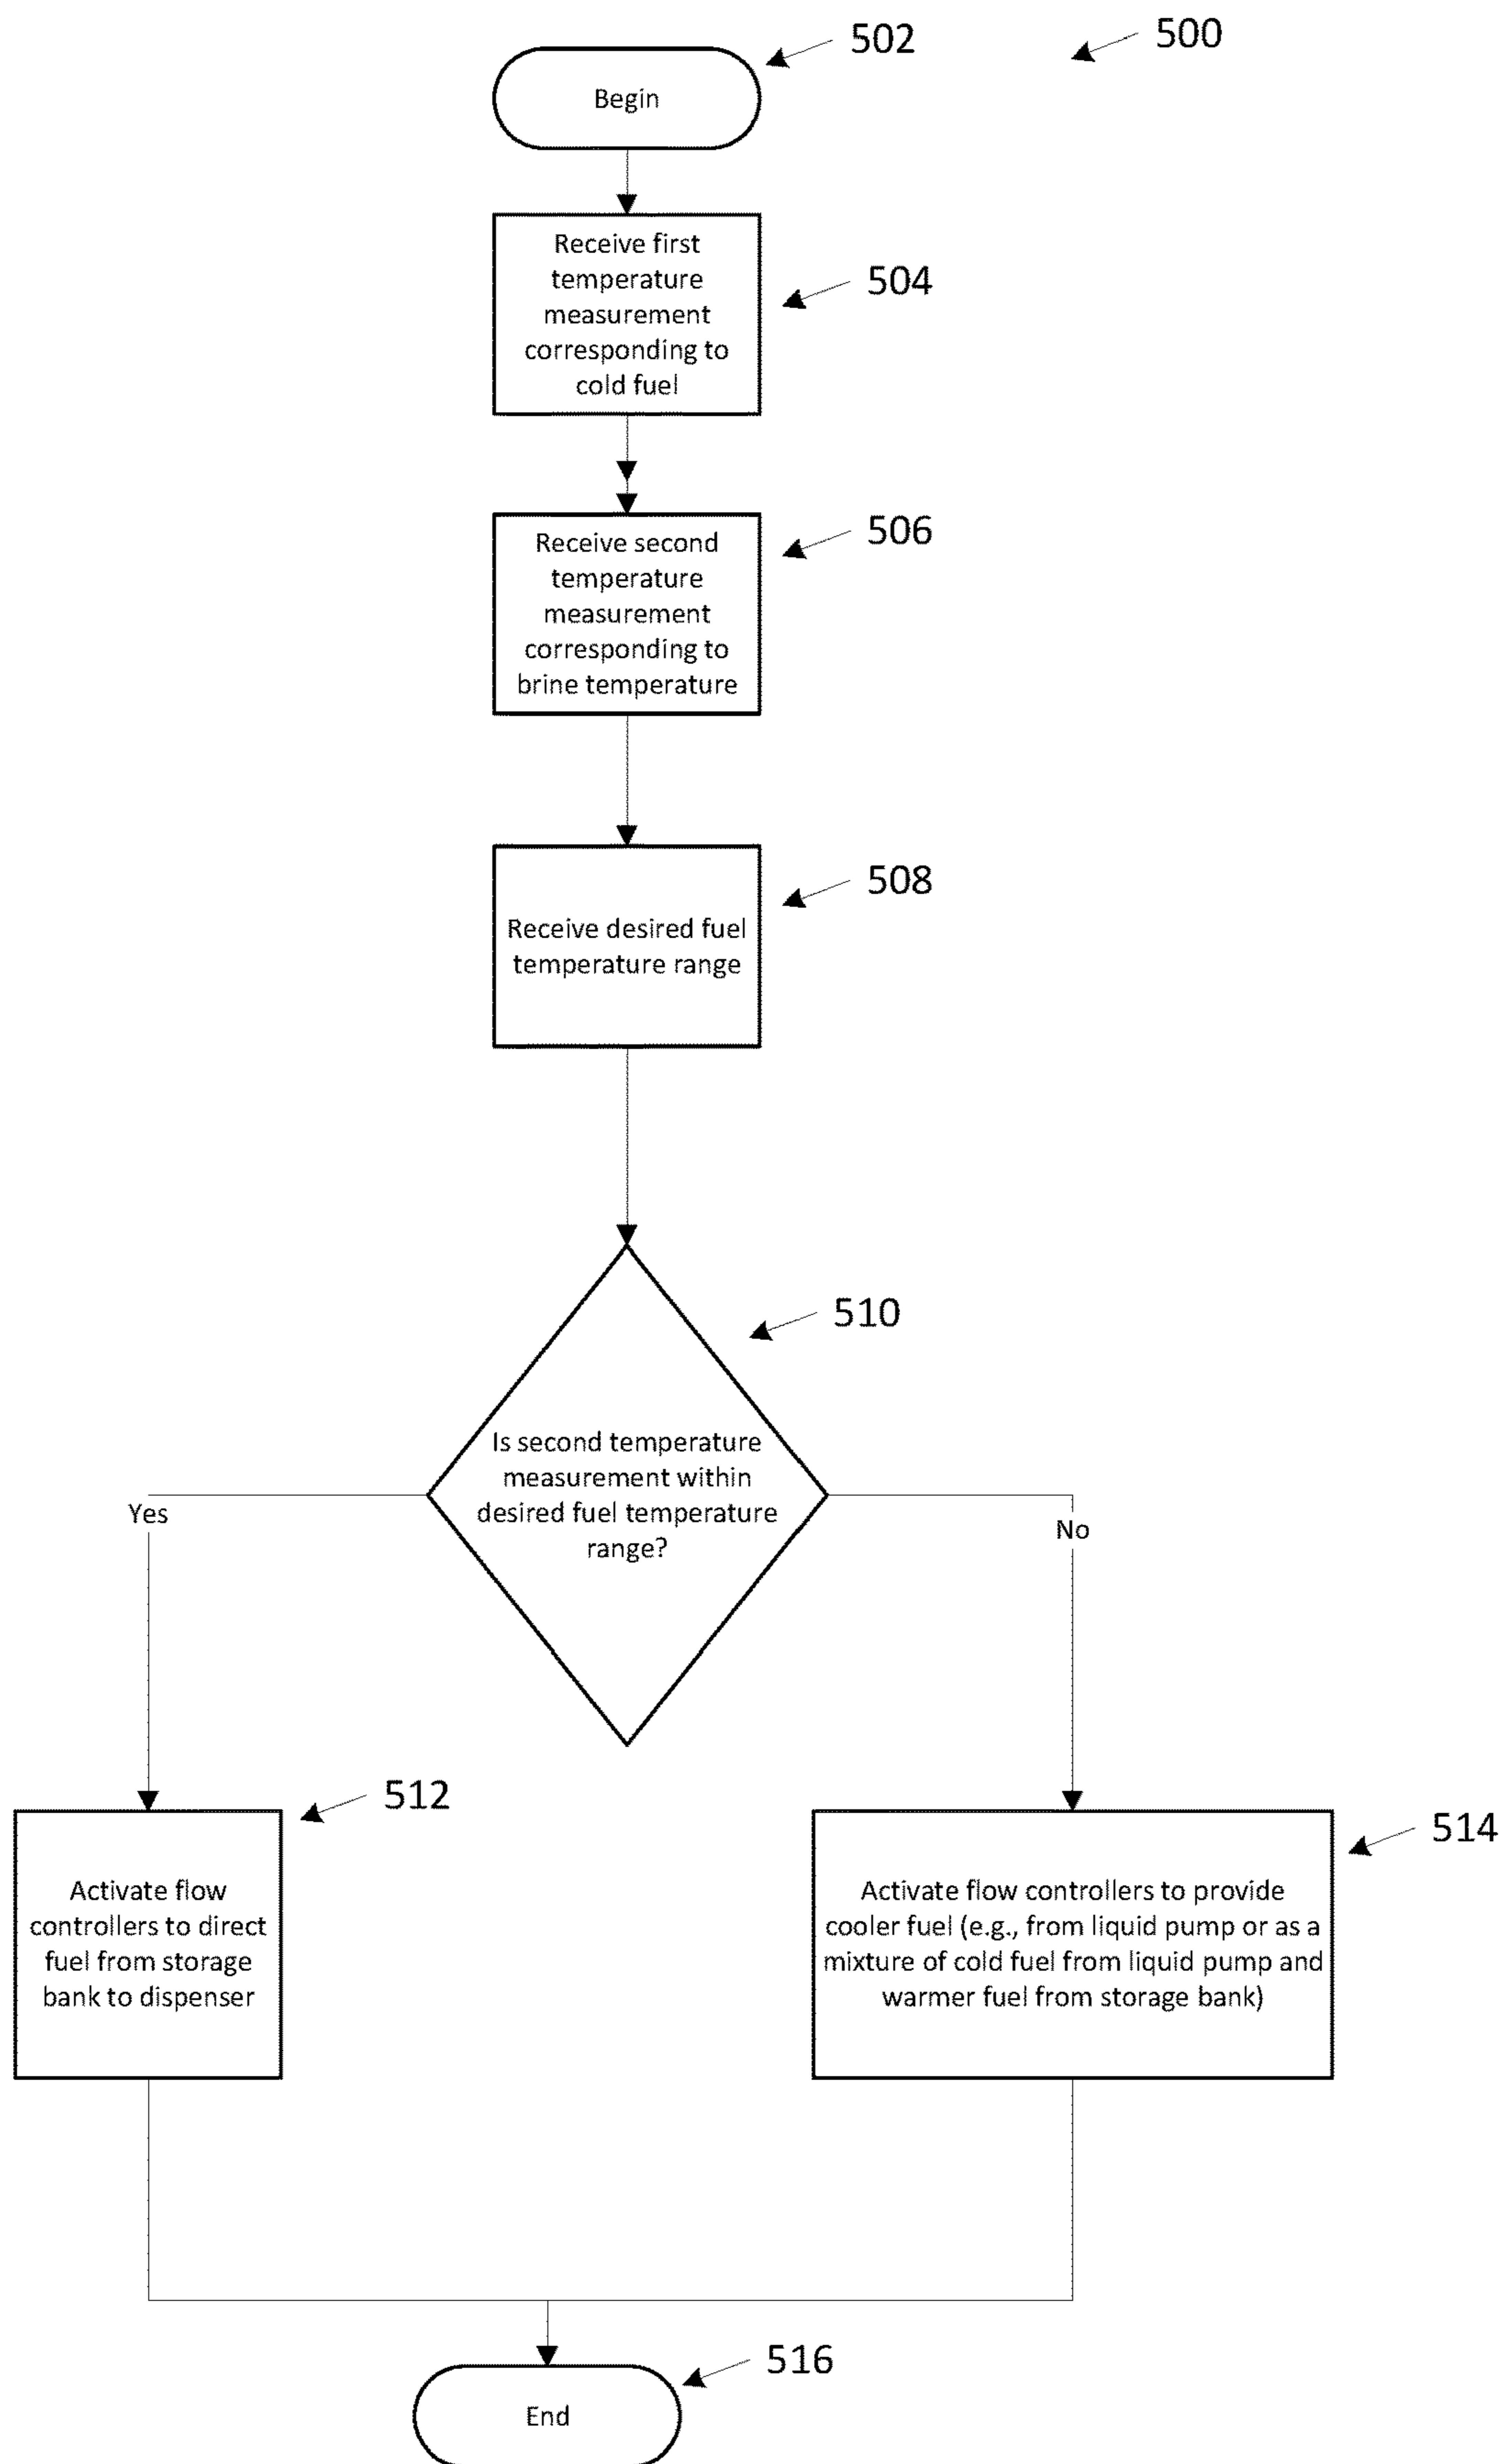 502
500
Begin
Receive first
temperature
measurement
corresponding to
cold fuel
504
Receive second
temperature
measurement
corresponding to
brine temperature
506
Receive desired fuel
temperature range
508
510
Is second temperature
measurement within
desired fuel temperature
range?
Yes
No
512
514
Activate flow
controllers to direct
fuel from storage
bank to dispenser
Activate flow controllers to provide
cooler fuel (e.g., from liquid pump or as a
mixture of cold fuel from liquid pump and
warmer fuel from storage bank)
516
End